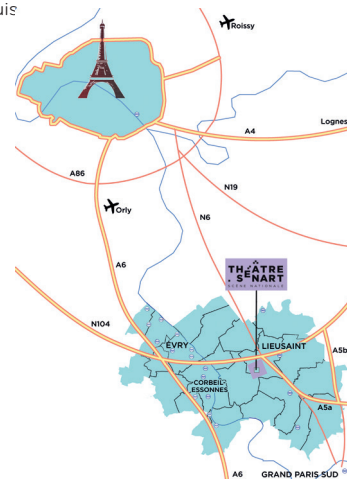 uis
Roissy
A4
Lognes
A86
N19
Orly
N6
A6
THÉÂTRE
.SÉNART
SCÈNE NATIONALE
N104
ÉVRY
LIEUSAINT
A5b
CORBEIL
ESSONNES
A5a
A6
GRAND PARIS SUD